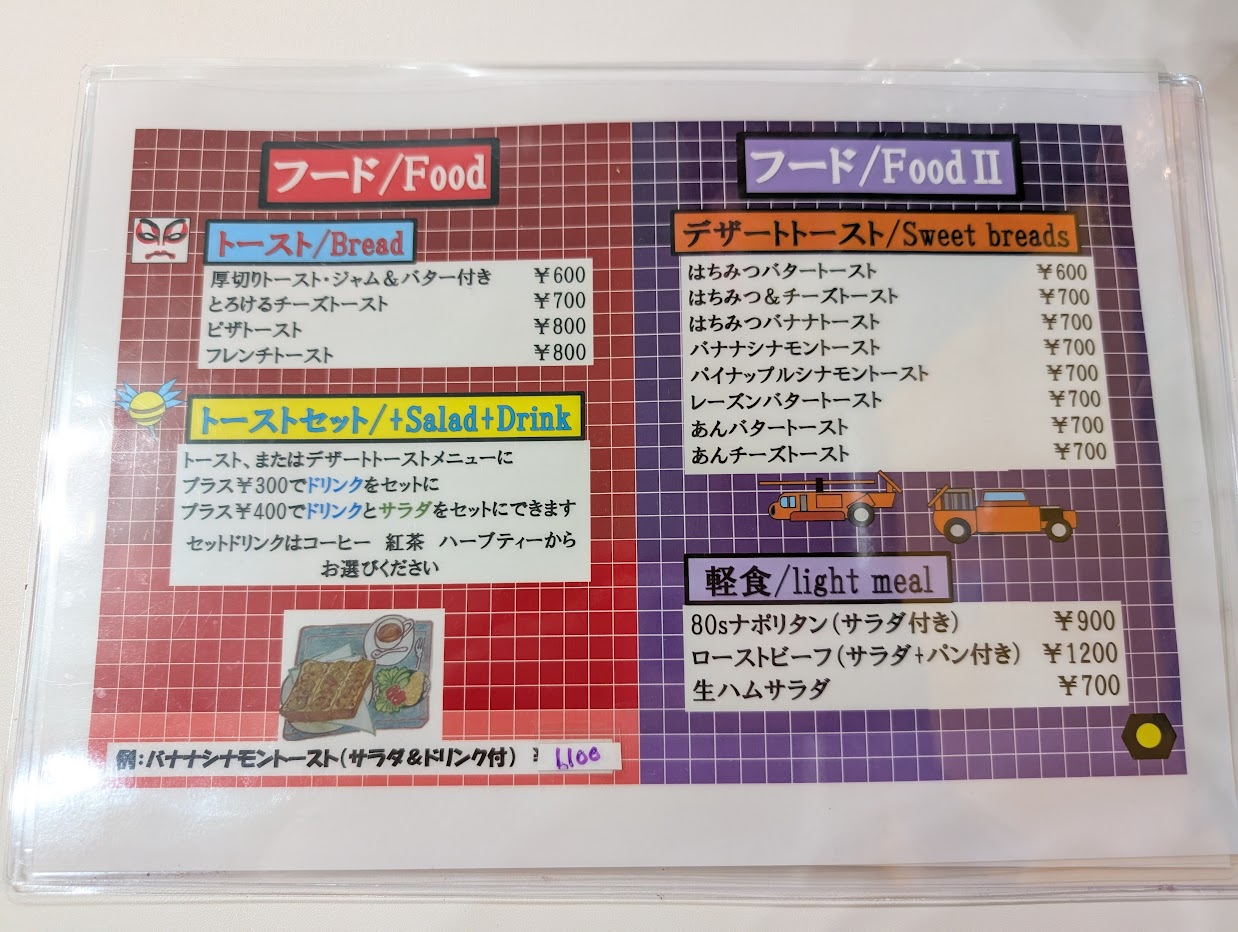 フード/Food
トースト/Bread
厚切りトースト・ジャム＆バター付き ￥600
とろけるチーズトースト ￥700
ピザトースト ￥800
フレンチトースト ￥800
トーストセット/+Salad+Drink
トースト、またはデザートトーストメニューに
プラス￥300でドリンクをセットに
プラス￥400でドリンクとサラダをセットにできます
セットドリンクはコーヒー 紅茶 ハーブティーから
お選びください
例：バナナシナモントースト（サラダ＆ドリンク付） ￥ 1,100
フード/FoodⅡ
デザートトースト/Sweet breads
はちみつバタートースト ￥600
はちみつ＆チーズトースト ￥700
はちみつバナナトースト ￥700
バナナシナモントースト ￥700
パイナップルシナモントースト ￥700
レーズンバタートースト ￥700
あんバタートースト ￥700
あんチーズトースト ￥700
軽食/light meal
80sナポリタン（サラダ付き） ￥900
ローストビーフ（サラダ+パン付き） ￥1200
生ハムサラダ ￥700